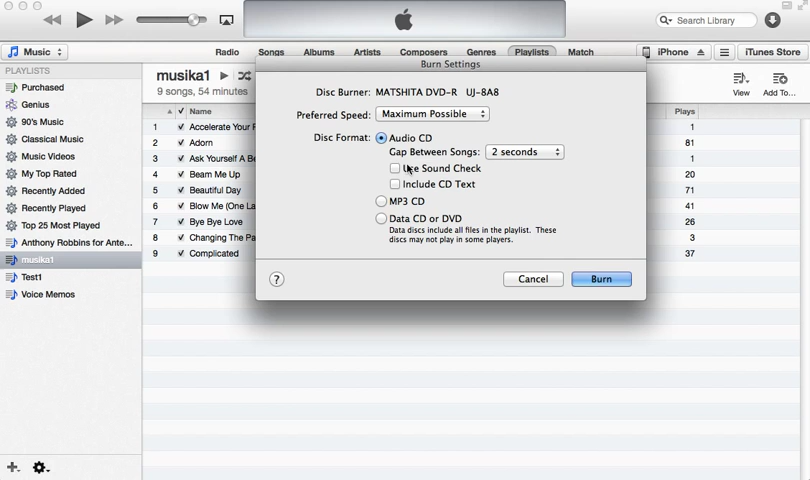 Search Library
Music
Radio Songs Albums Artists Composers Genres Playlists Match
iPhone
iTunes Store
PLAYLISTS
Purchased
Genius
90's Music
Classical Music
Music Videos
My Top Rated
Recently Added
Recently Played
Top 25 Most Played
Anthony Robbins for Ante...
musika1
Test1
Voice Memos
musika1
9 songs, 54 minutes
View
Add To...
Name
Plays
1 Accelerate Your F 1
2 Adorn 81
3 Ask Yourself A Be 1
4 Beam Me Up 20
5 Beautiful Day 71
6 Blow Me (One La 41
7 Bye Bye Love 26
8 Changing The Pa 3
9 Complicated 37
Burn Settings
Disc Burner: MATSHITA DVD-R UJ-8A8
Preferred Speed: Maximum Possible
Disc Format: Audio CD
Gap Between Songs: 2 seconds
Use Sound Check
Include CD Text
MP3 CD
Data CD or DVD
Data discs include all files in the playlist. These
discs may not play in some players.
?
Cancel
Burn